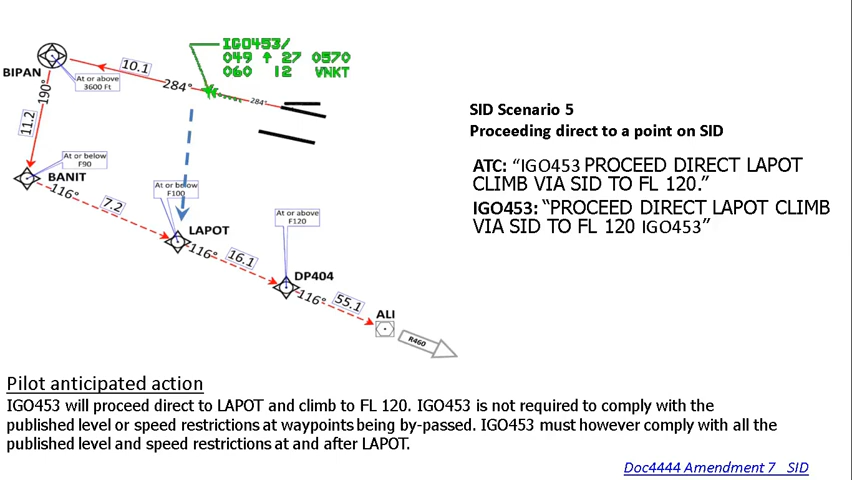 IGO453/
049 ↑ 27 0570
060 12 VNKT
BIPAN
10.1
At or above
3600 Ft
284°
284°
190°
11.2
At or below
F90
BANIT
116°
7.2
At or below
F100
LAPOT
116°
16.1
At or above
F120
DP404
116°
55.1
ALI
R460
SID Scenario 5
Proceeding direct to a point on SID
ATC: “IGO453 PROCEED DIRECT LAPOT
CLIMB VIA SID TO FL 120.”
IGO453: “PROCEED DIRECT LAPOT CLIMB
VIA SID TO FL 120 IGO453”
Pilot anticipated action
IGO453 will proceed direct to LAPOT and climb to FL 120. IGO453 is not required to comply with the
published level or speed restrictions at waypoints being by-passed. IGO453 must however comply with all the
published level and speed restrictions at and after LAPOT.
Doc4444 Amendment 7 SID